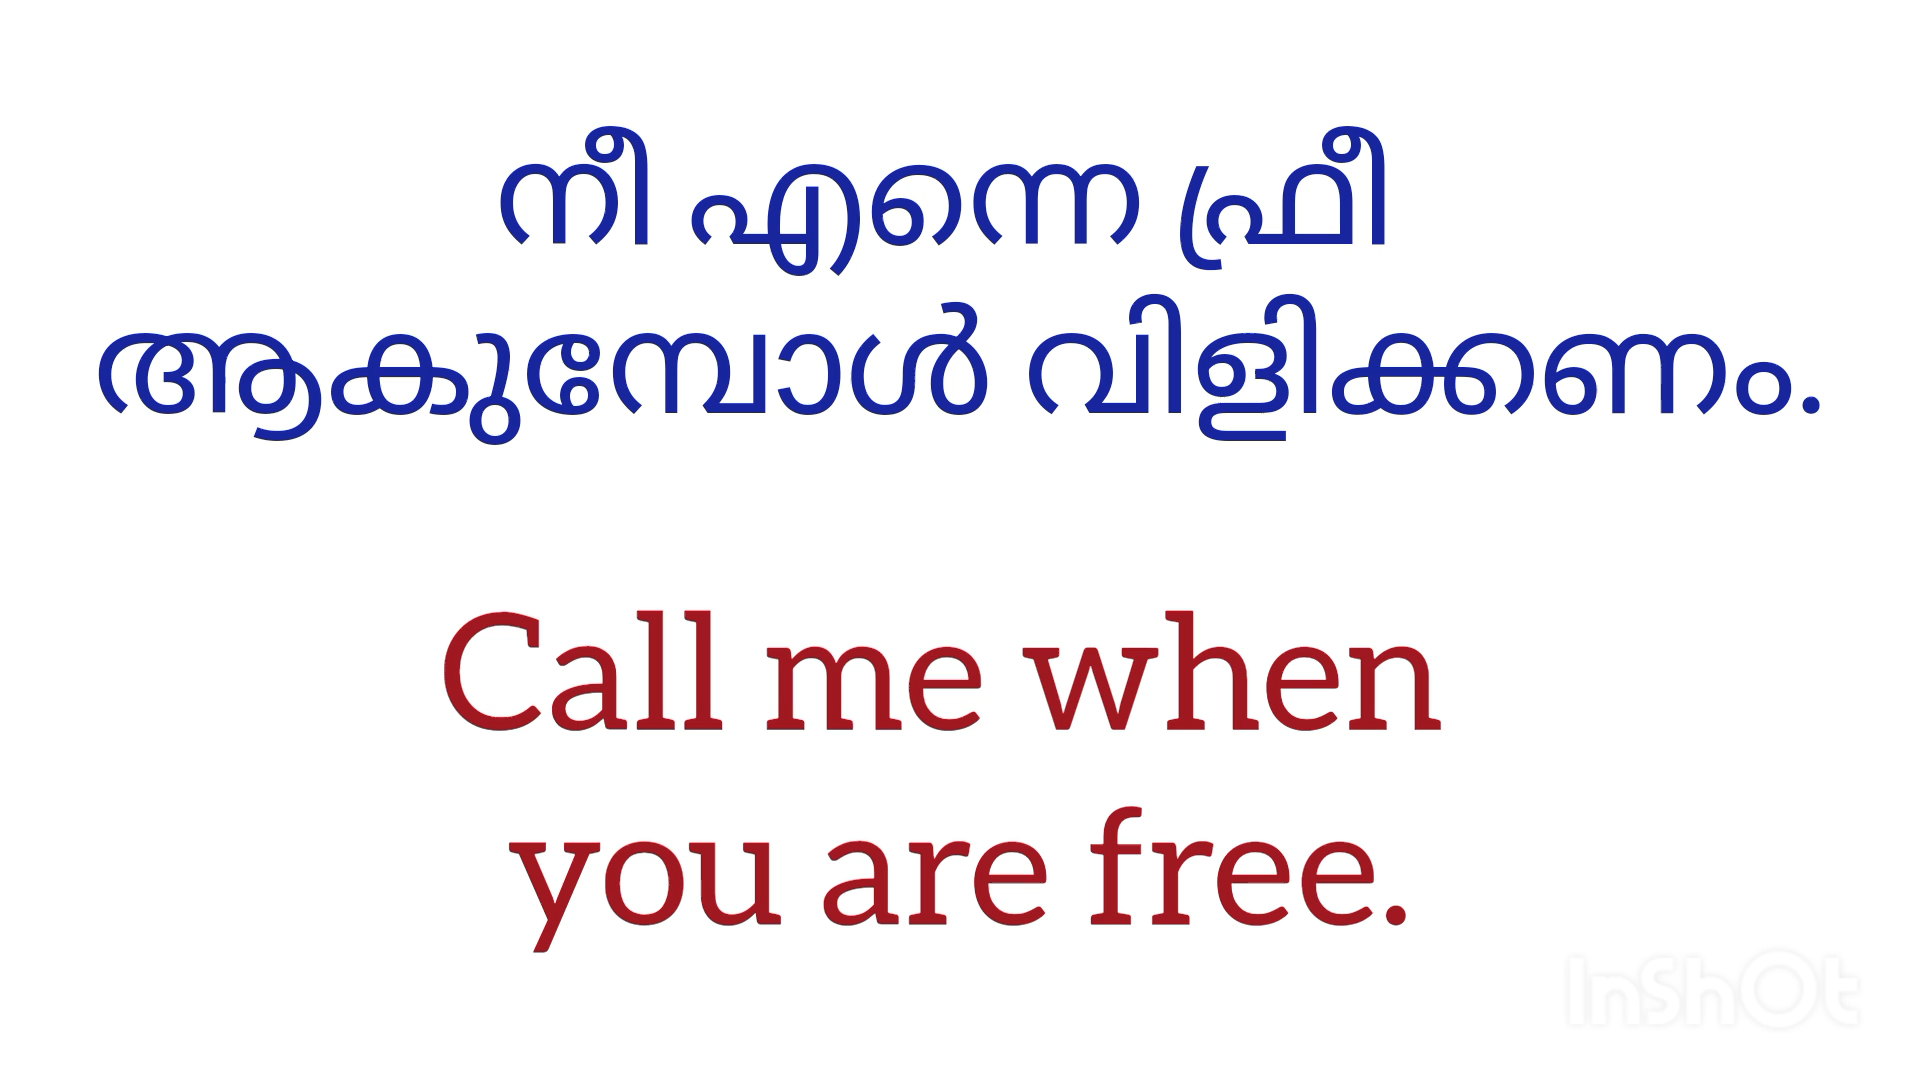 നീ എന്നെ ഫ്രീ
ആകുമ്പോൾ വിളിക്കണം.
Call me when
you are free.
InShOt